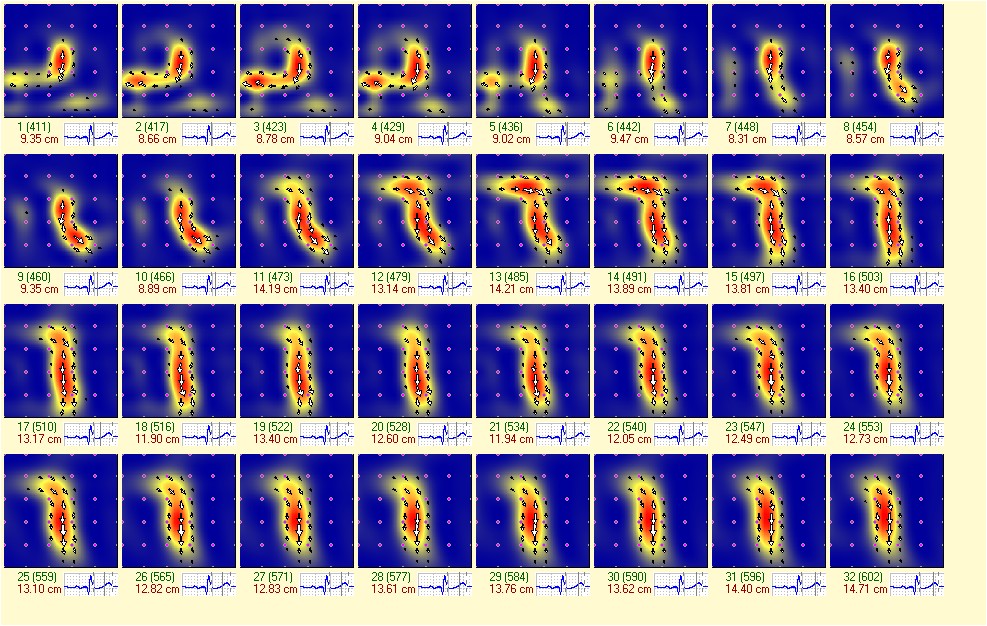 1 (411) 2 (417) 3 (423) 4 (429) 5 (436) 6 (442) 7 (448) 8 (454)
9.35 cm 8.66 cm 8.78 cm 9.04 cm 9.02 cm 9.47 cm 8.31 cm 8.57 cm
9 (460) 10 (466) 11 (473) 12 (479) 13 (485) 14 (491) 15 (497) 16 (503)
9.35 cm 8.89 cm 14.19 cm 13.14 cm 14.21 cm 13.89 cm 13.81 cm 13.40 cm
17 (510) 18 (516) 19 (522) 20 (528) 21 (534) 22 (540) 23 (547) 24 (553)
13.17 cm 11.90 cm 13.40 cm 12.60 cm 11.94 cm 12.05 cm 12.49 cm 12.73 cm
25 (559) 26 (565) 27 (571) 28 (577) 29 (584) 30 (590) 31 (596) 32 (602)
13.10 cm 12.82 cm 12.83 cm 13.61 cm 13.76 cm 13.62 cm 14.40 cm 14.71 cm